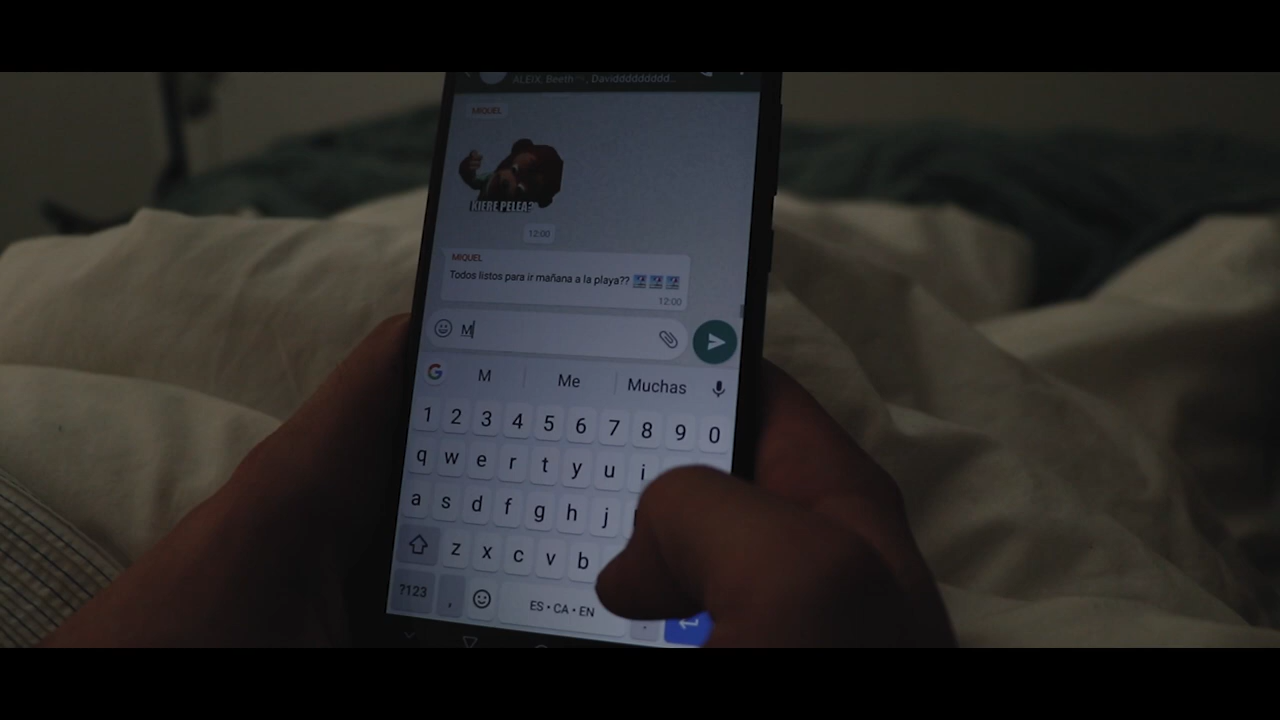 ALEIX, Beeth~, Davidddddddddd...
MIQUEL
KIERE PELEA?
12:00
MIQUEL
Todos listos para ir mañana a la playa??
12:00
M
M Me Muchas
1 2 3 4 5 6 7 8 9 0
q w e r t y u i
a s d f g h j
z x c v b
?123 , ES • CA • EN .